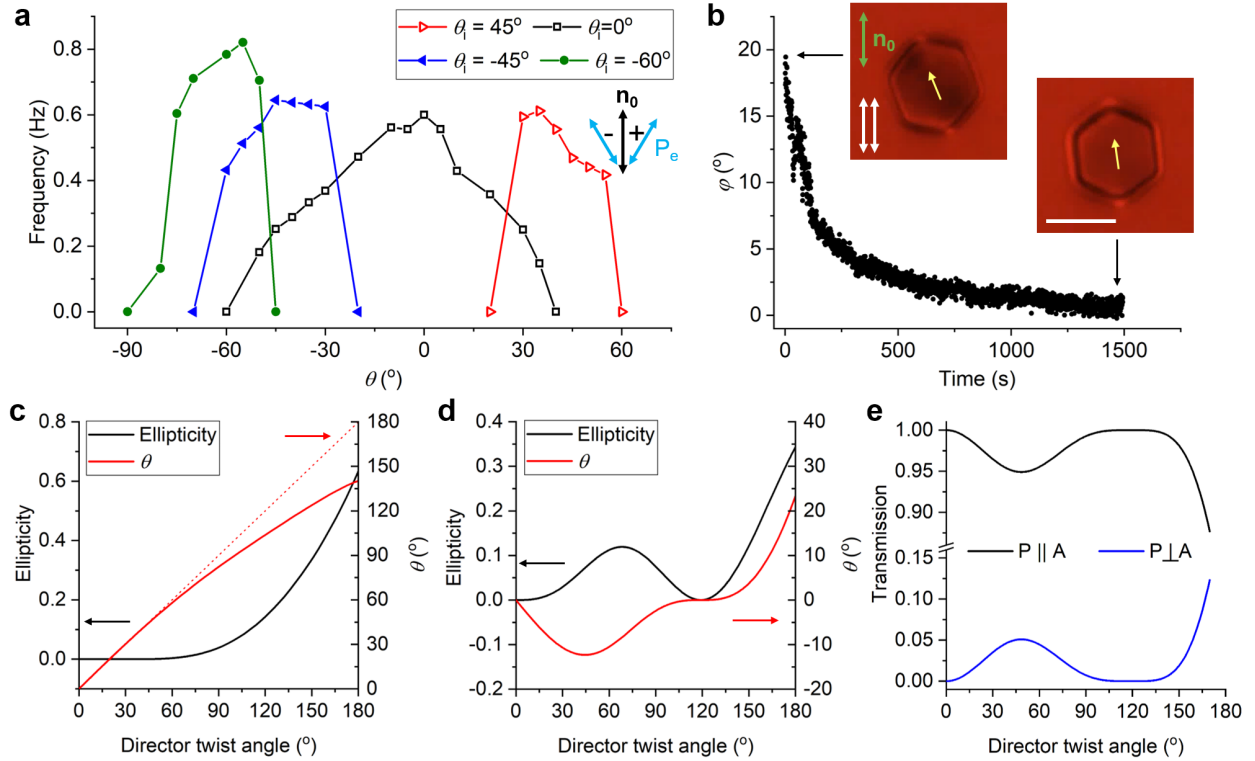 a
Frequency (Hz)
0.8
0.6
0.4
0.2
0.0
-90
-60
-30
0
30
60
θ (°)
θi = 45° θi=0°
θi = -45° θi = -60°
n0
- +
Pe
b
φ (°)
20
15
10
5
0
0
500
1000
1500
Time (s)
n0
c
Ellipticity
0.8
0.6
0.4
0.2
0.0
Ellipticity
θ
180
150
120
90
60
30
0
θ (°)
0
30
60
90
120
150
180
Director twist angle (°)
d
Ellipticity
0.4
0.3
0.2
0.1
0.0
-0.1
-0.2
Ellipticity
θ
40
30
20
10
0
-10
-20
θ (°)
0
30
60
90
120
150
180
Director twist angle (°)
e
Transmission
1.00
0.95
0.90
0.15
0.10
0.05
0.00
P || A P⊥A
0
30
60
90
120
150
180
Director twist angle (°)